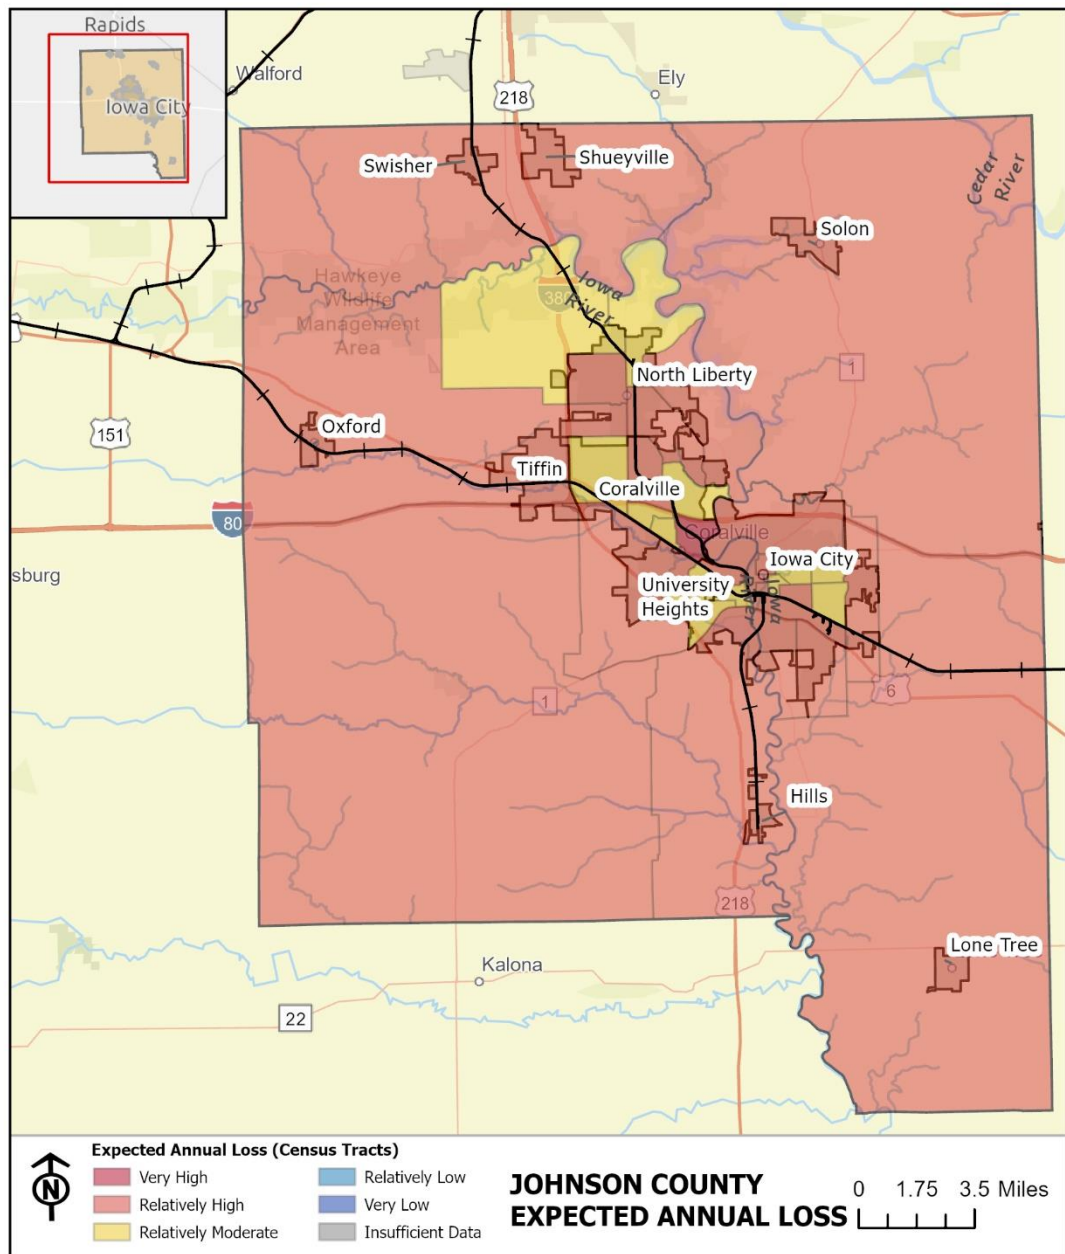 Rapids
Iowa City
Walford
218
Ely
Swisher
Shueyville
Cedar
River
Solon
Hawkeye
Wildlife
Management
Area
Iowa
River
380
North Liberty
1
151
Oxford
Tiffin
Coralville
80
Coralville
Iowa City
sburg
University
Heights
Iowa
River
6
1
Hills
218
Lone Tree
Kalona
22
N
Expected Annual Loss (Census Tracts)
Very High
Relatively High
Relatively Moderate
Relatively Low
Very Low
Insufficient Data
JOHNSON COUNTY
EXPECTED ANNUAL LOSS
0 1.75 3.5 Miles